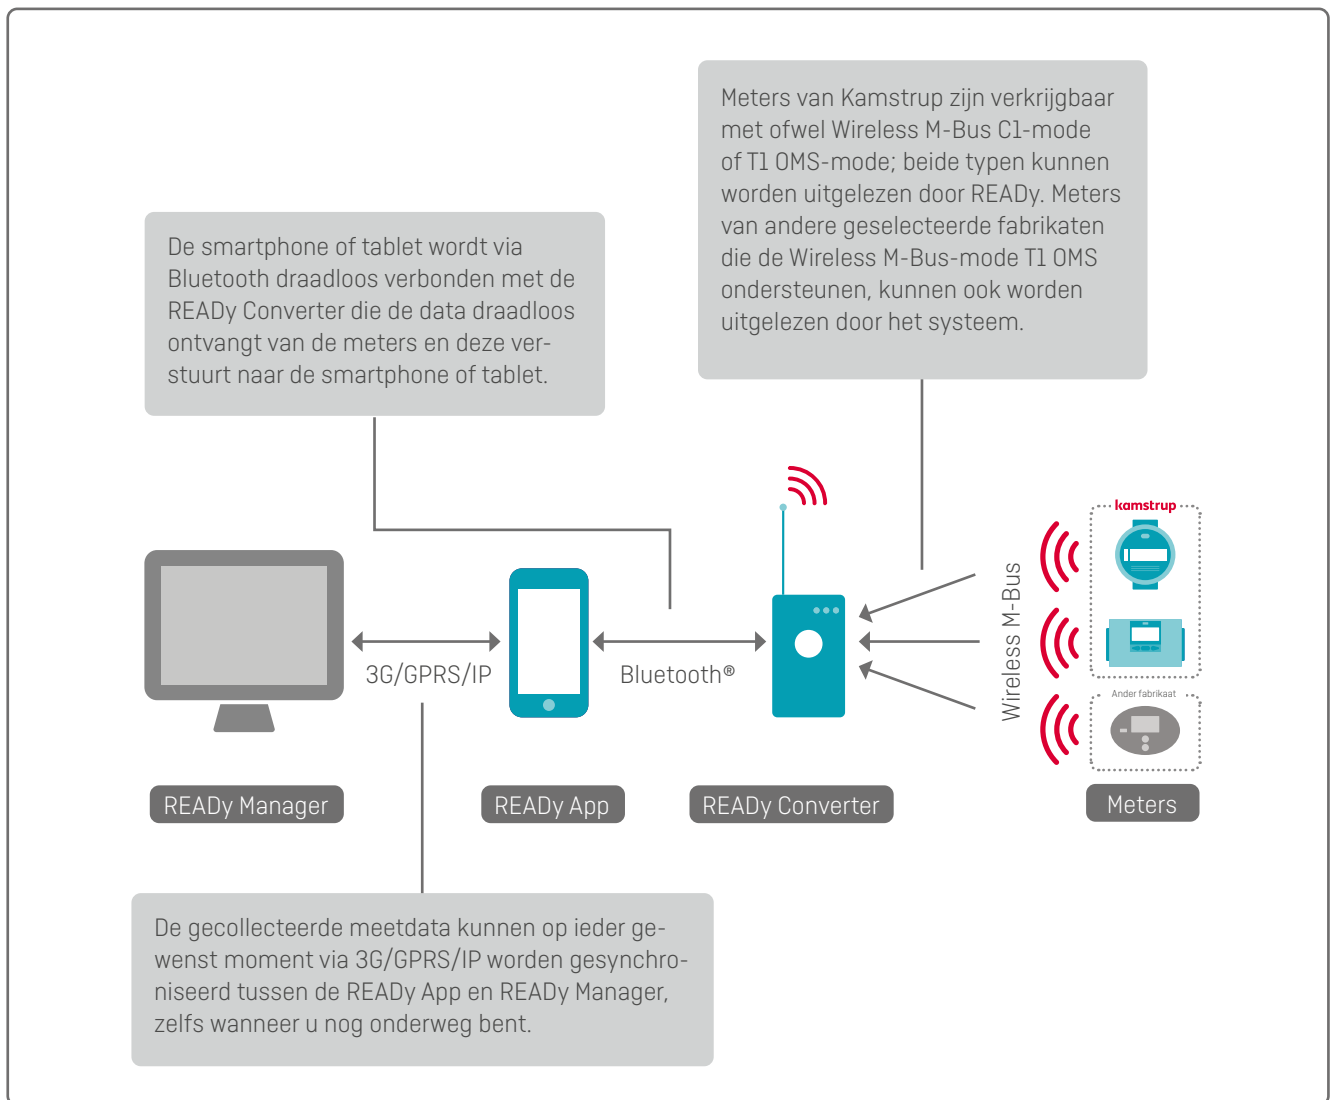 Meters van Kamstrup zijn verkrijgbaar
met ofwel Wireless M-Bus C1-mode
of T1 OMS-mode; beide typen kunnen
worden uitgelezen door READy. Meters
van andere geselecteerde fabrikaten
die de Wireless M-Bus-mode T1 OMS
ondersteunen, kunnen ook worden
uitgelezen door het systeem.
De smartphone of tablet wordt via
Bluetooth draadloos verbonden met de
READy Converter die de data draadloos
ontvangt van de meters en deze ver-
stuurt naar de smartphone of tablet.
kamstrup
3G/GPRS/IP
Bluetooth®
Wireless M-Bus
Ander fabrikaat
READy Manager
READy App
READy Converter
Meters
De gecollecteerde meetdata kunnen op ieder ge-
wenst moment via 3G/GPRS/IP worden gesynchro-
niseerd tussen de READy App en READy Manager,
zelfs wanneer u nog onderweg bent.